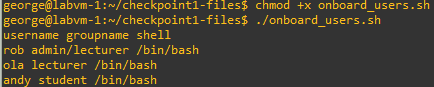 george@labvm-1:~/checkpoint1-files$ chmod +x onboard_users.sh
george@labvm-1:~/checkpoint1-files$ ./onboard_users.sh
username groupname shell
rob admin/lecturer /bin/bash
ola lecturer /bin/bash
andy student /bin/bash